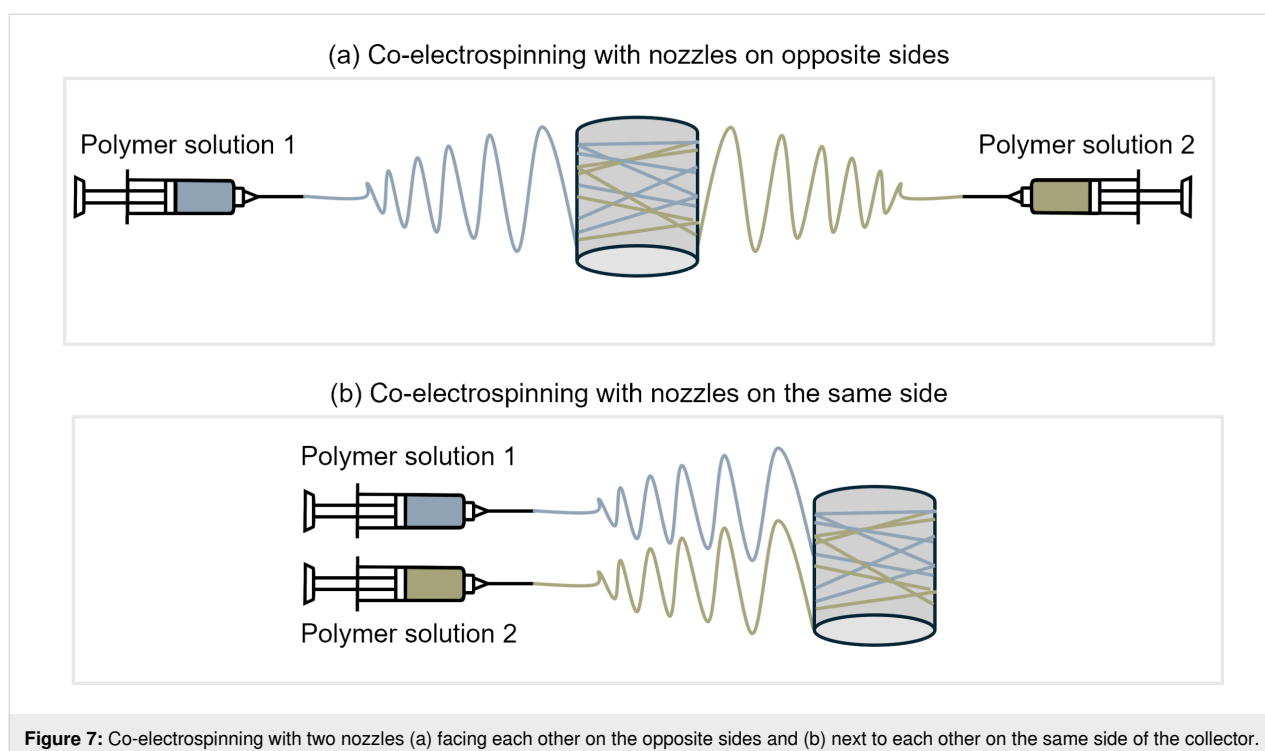 (a) Co-electrospinning with nozzles on opposite sides
Polymer solution 1
Polymer solution 2
(b) Co-electrospinning with nozzles on the same side
Polymer solution 1
Polymer solution 2
Figure 7: Co-electrospinning with two nozzles (a) facing each other on the opposite sides and (b) next to each other on the same side of the collector.